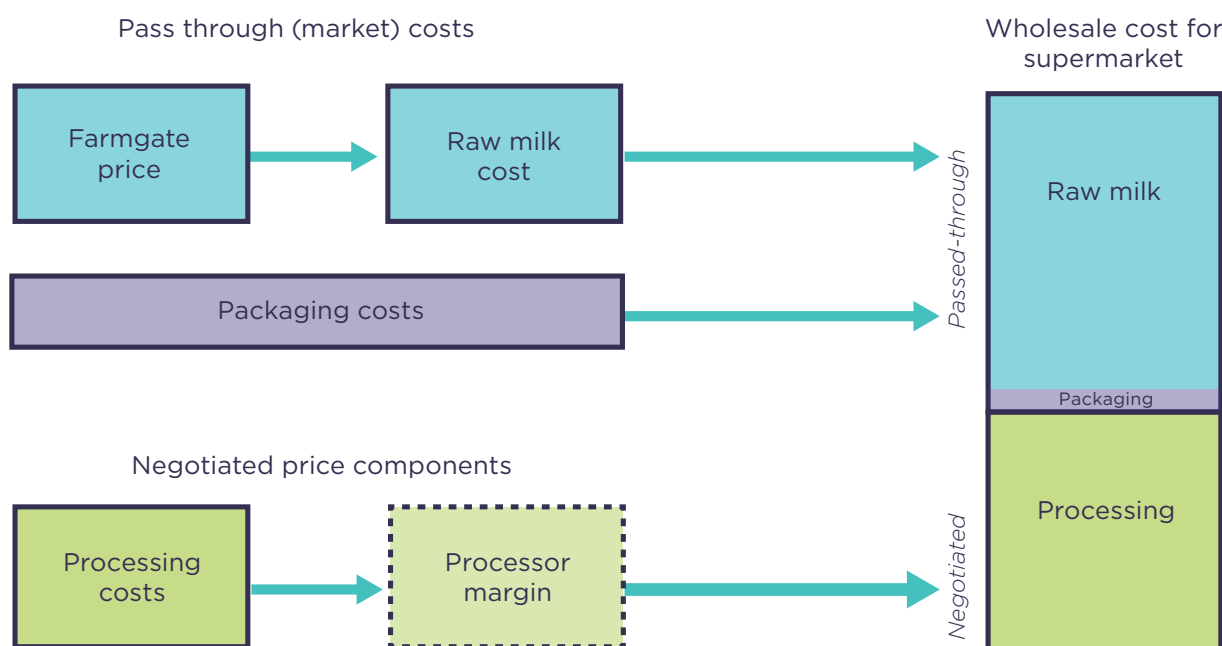 Pass through (market) costs
Wholesale cost for
supermarket
Farmgate
price
Raw milk
cost
Passed-through
Raw milk
Packaging costs
Packaging
Negotiated price components
Processing
costs
Processor
margin
Negotiated
Processing